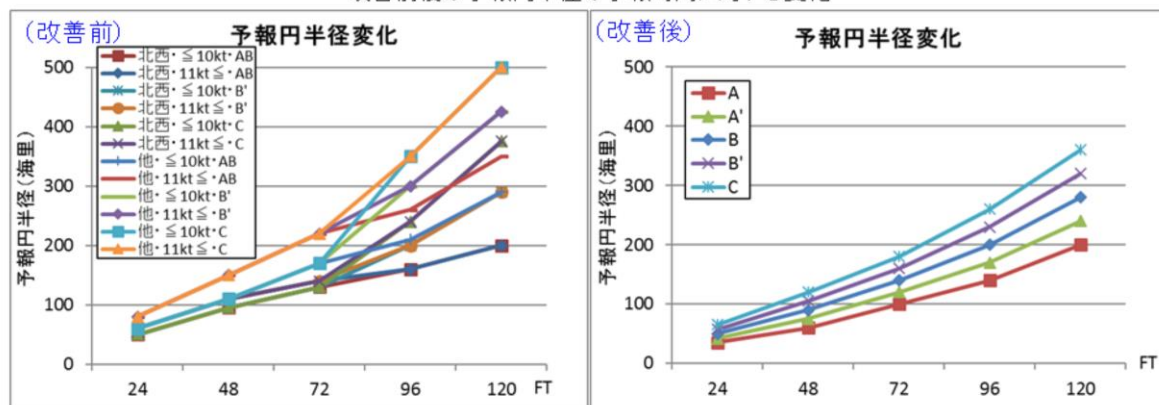 (改善前)
予報円半径変化
予報円半径(海里)
500
400
300
200
100
0
北西・≦10kt・AB
北西・11kt≦・AB
北西・≦10kt・B'
北西・11kt≦・B'
北西・≦10kt・C
北西・11kt≦・C
他・≦10kt・AB
他・11kt≦・AB
他・≦10kt・B'
他・11kt≦・B'
他・≦10kt・C
他・11kt≦・C
24 48 72 96 120 FT
(改善後)
予報円半径変化
予報円半径(海里)
500
400
300
200
100
0
A
A'
B
B'
C
24 48 72 96 120 FT